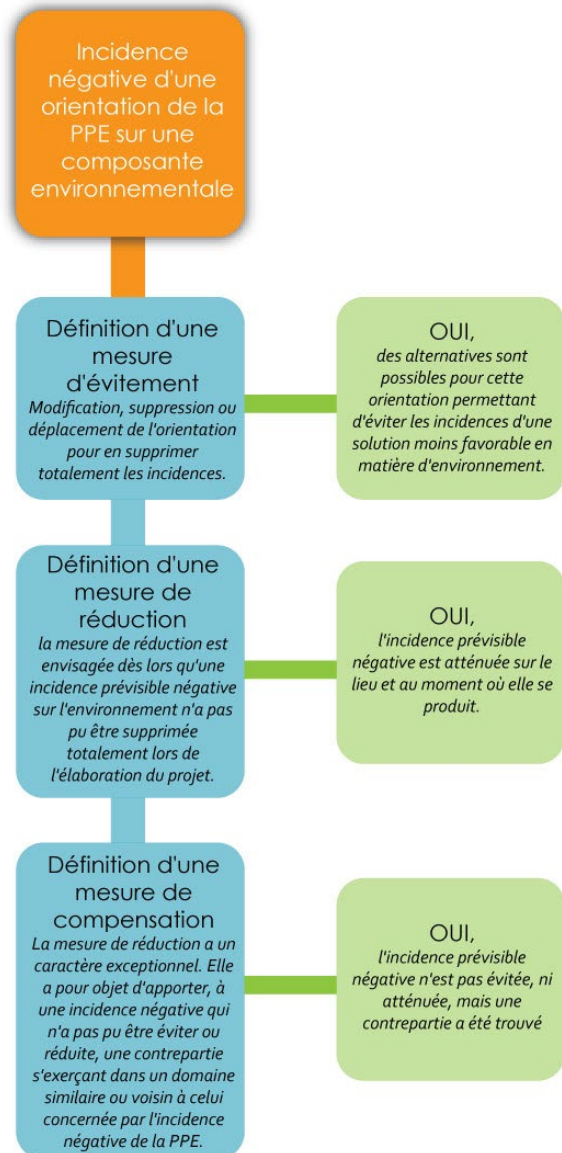 Incidence
négative d'une
orientation de la
PPE sur une
composante
environnementale
Définition d'une
mesure
d'évitement
Modification, suppression ou
déplacement de l'orientation
pour en supprimer
totalement les incidences.
OUI,
des alternatives sont
possibles pour cette
orientation permettant
d'éviter les incidences d'une
solution moins favorable en
matière d'environnement.
Définition d'une
mesure de
réduction
la mesure de réduction est
envisagée dès lors qu'une
incidence prévisible négative
sur l'environnement n'a pas
pu être supprimée
totalement lors de
l'élaboration du projet.
OUI,
l'incidence prévisible
négative est atténuée sur le
lieu et au moment où elle se
produit.
Définition d'une
mesure de
compensation
La mesure de réduction a un
caractère exceptionnel. Elle
a pour objet d'apporter, à
une incidence négative qui
n'a pas pu être éviter ou
réduite, une contrepartie
s'exerçant dans un domaine
similaire ou voisin à celui
concernée par l'incidence
négative de la PPE.
OUI,
l'incidence prévisible
négative n'est pas évitée, ni
atténuée, mais une
contrepartie a été trouvé